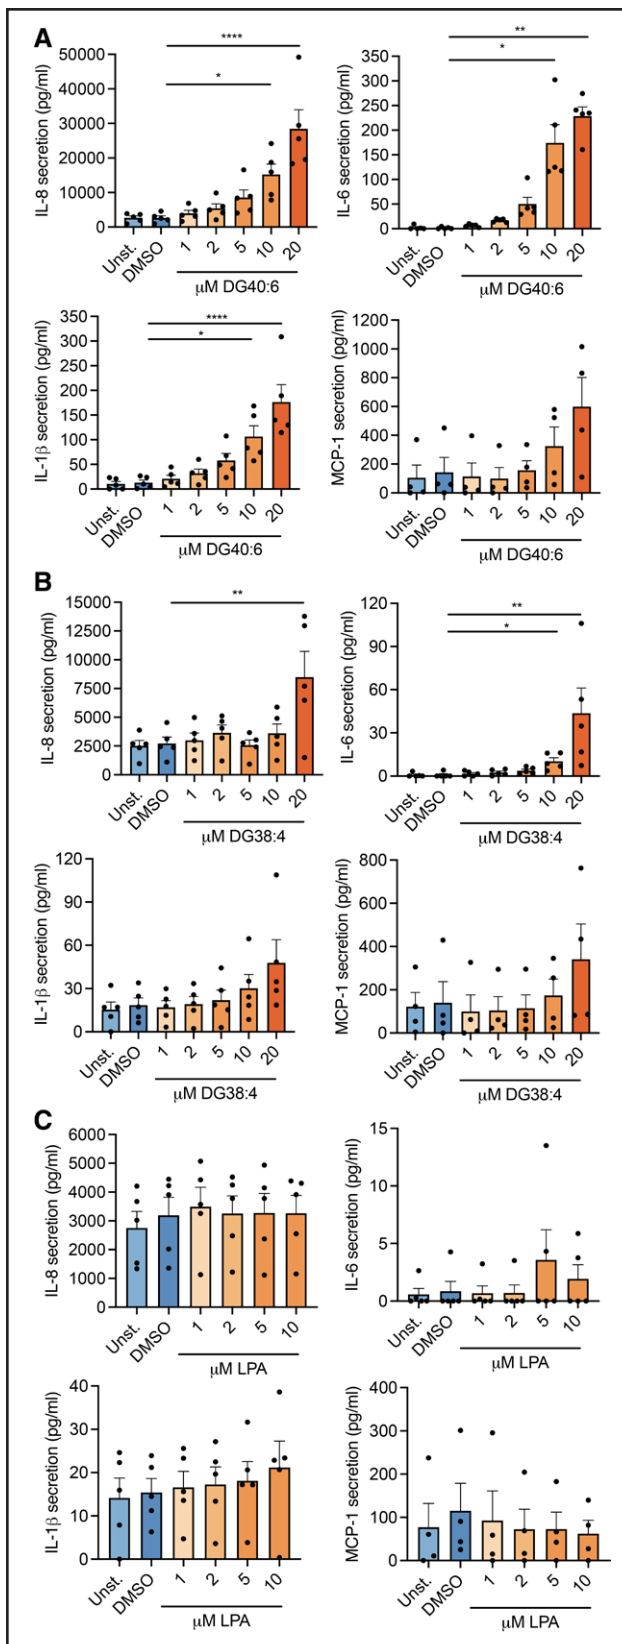 A
IL-8 secretion (pg/ml)
50000
40000
30000
20000
10000
0
****
*
Unst.
DMSO
1
2
5
10
20
μM DG40:6
IL-6 secretion (pg/ml)
350
300
250
200
150
100
50
0
**
*
Unst.
DMSO
1
2
5
10
20
μM DG40:6
IL-1β secretion (pg/ml)
350
300
250
200
150
100
50
0
****
*
Unst.
DMSO
1
2
5
10
20
μM DG40:6
MCP-1 secretion (pg/ml)
1200
1000
800
600
400
200
0
Unst.
DMSO
1
2
5
10
20
μM DG40:6
B
IL-8 secretion (pg/ml)
15000
12500
10000
7500
5000
2500
0
**
Unst.
DMSO
1
2
5
10
20
μM DG38:4
IL-6 secretion (pg/ml)
120
90
60
30
0
**
*
Unst.
DMSO
1
2
5
10
20
μM DG38:4
IL-1β secretion (pg/ml)
120
90
60
30
0
Unst.
DMSO
1
2
5
10
20
μM DG38:4
MCP-1 secretion (pg/ml)
800
600
400
200
0
Unst.
DMSO
1
2
5
10
20
μM DG38:4
C
IL-8 secretion (pg/ml)
6000
5000
4000
3000
2000
1000
0
Unst.
DMSO
1
2
5
10
μM LPA
IL-6 secretion (pg/ml)
15
10
5
0
Unst.
DMSO
1
2
5
10
μM LPA
IL-1β secretion (pg/ml)
40
30
20
10
0
Unst.
DMSO
1
2
5
10
μM LPA
MCP-1 secretion (pg/ml)
400
300
200
100
0
Unst.
DMSO
1
2
5
10
μM LPA